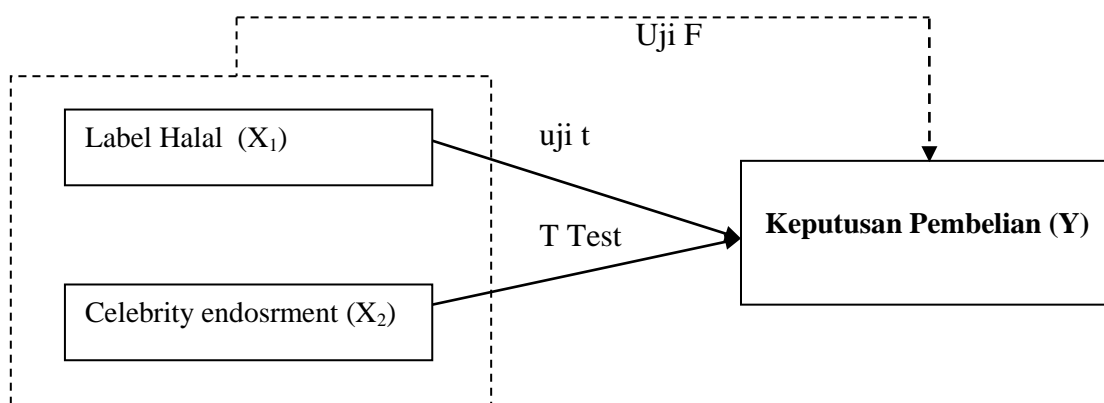 Uji F
Label Halal (X₁)
uji t
Keputusan Pembelian (Y)
T Test
Celebrity endosrment (X₂)